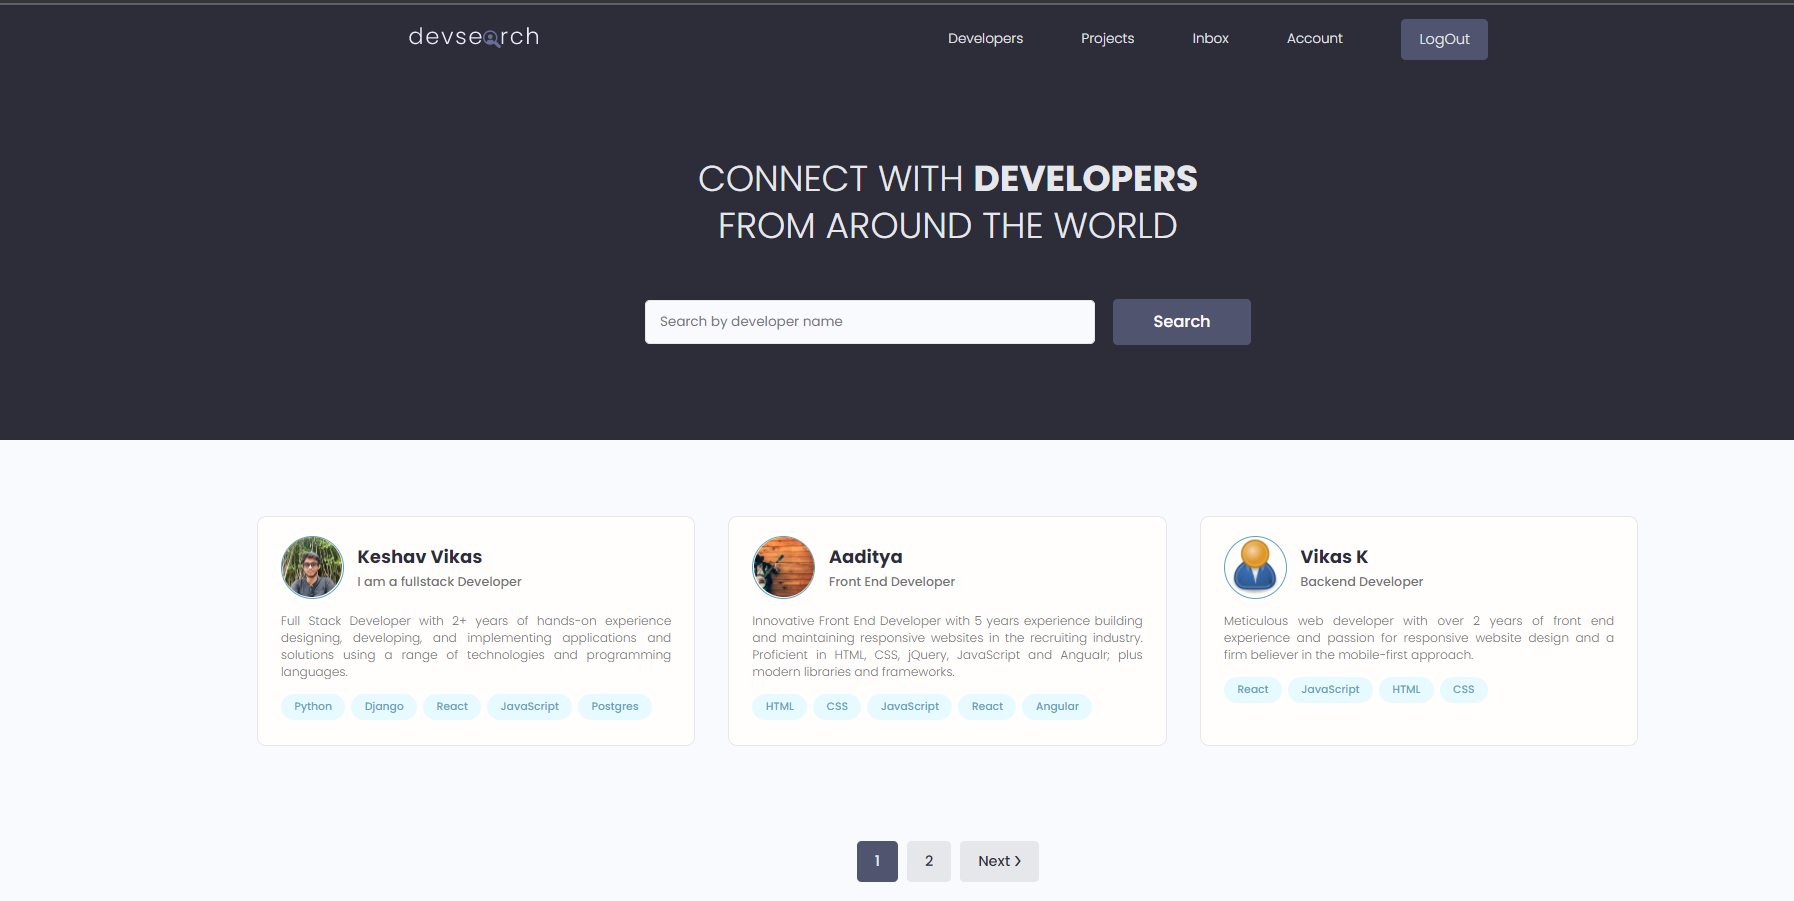 devsearch
Developers
Projects
Inbox
Account
LogOut
CONNECT WITH DEVELOPERS
FROM AROUND THE WORLD
Search by developer name
Search
Keshav Vikas
I am a fullstack Developer
Full Stack Developer with 2+ years of hands-on experience
designing, developing, and implementing applications and
solutions using a range of technologies and programming
languages.
Python
Django
React
JavaScript
Postgres
Aaditya
Front End Developer
Innovative Front End Developer with 5 years experience building
and maintaining responsive websites in the recruiting industry.
Proficient in HTML, CSS, jQuery, JavaScript and Angualr; plus
modern libraries and frameworks.
HTML
CSS
JavaScript
React
Angular
Vikas K
Backend Developer
Meticulous web developer with over 2 years of front end
experience and passion for responsive website design and a
firm believer in the mobile-first approach.
React
JavaScript
HTML
CSS
1
2
Next ❯